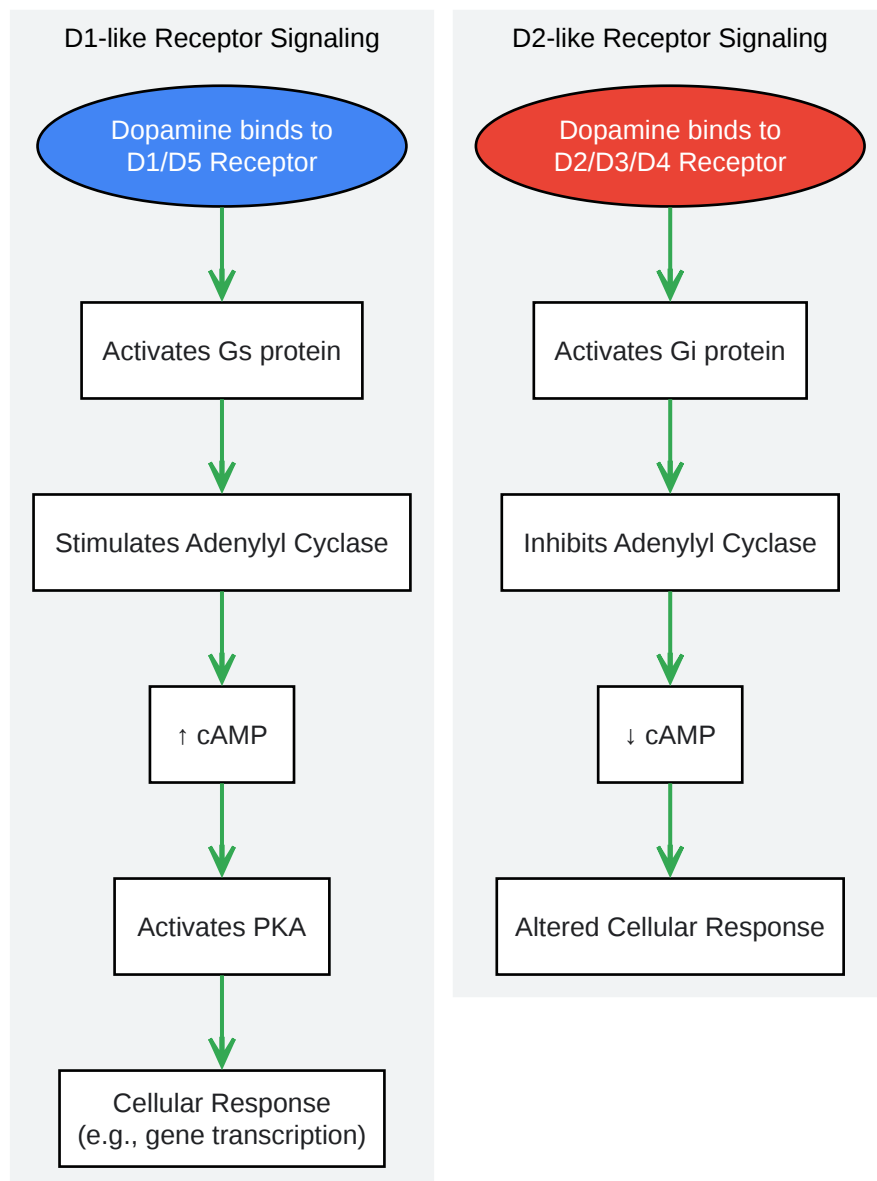 D1-like Receptor Signaling
Dopamine binds to
D1/D5 Receptor
Activates Gs protein
Stimulates Adenylyl Cyclase
↑ cAMP
Activates PKA
Cellular Response
(e.g., gene transcription)
D2-like Receptor Signaling
Dopamine binds to
D2/D3/D4 Receptor
Activates Gi protein
Inhibits Adenylyl Cyclase
↓ cAMP
Altered Cellular Response